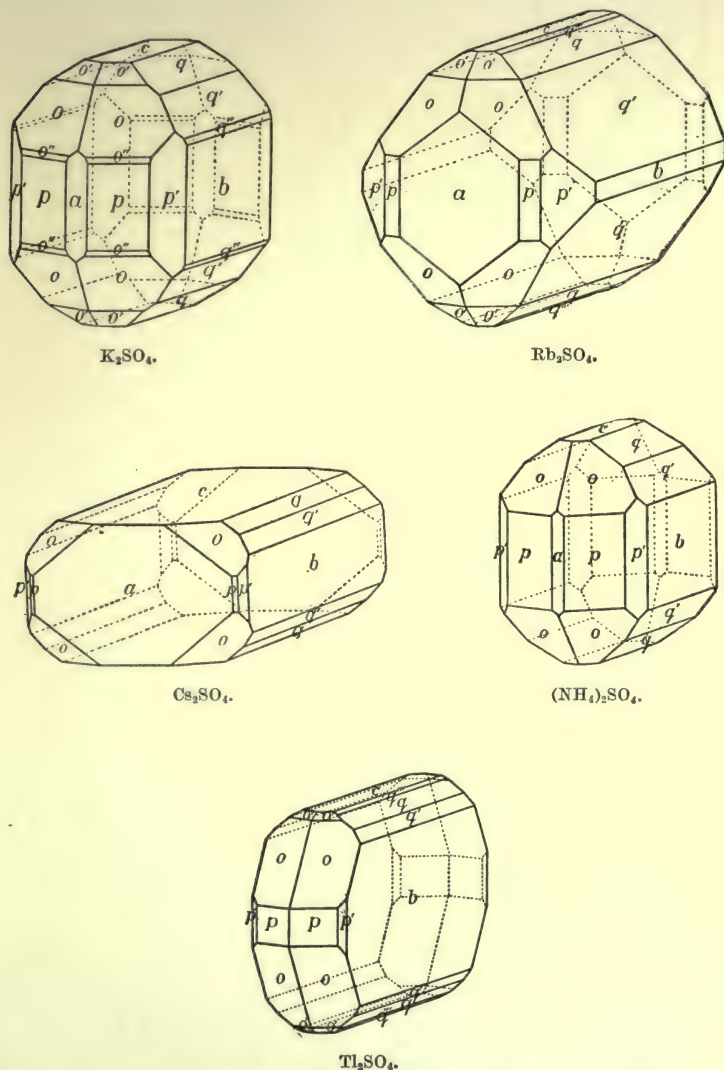 c
o' o' q
q'
o o
q''
o'' o''
p' p a p p' b
o'' o''
q''
o o q'
q
o' o'
K₂SO₄.
c q''
o' o' q
o o q'
b
p' p a p p'
o o
q
o' o' q''
Rb₂SO₄.
c
q'
o b
a
p'
o
q
Cs₂SO₄.
c
q
o o q'
p' p a p p' b
q'
o o q
(NH₄)₂SO₄.
c
q
q'
o o
b
p p p'
o o
Tl₂SO₄.